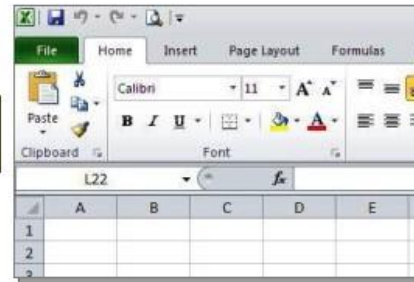 File Home Insert Page Layout Formulas
Calibri 11 A A
Paste B I U A
Clipboard Font
L22 fx
A B C D E
1
2